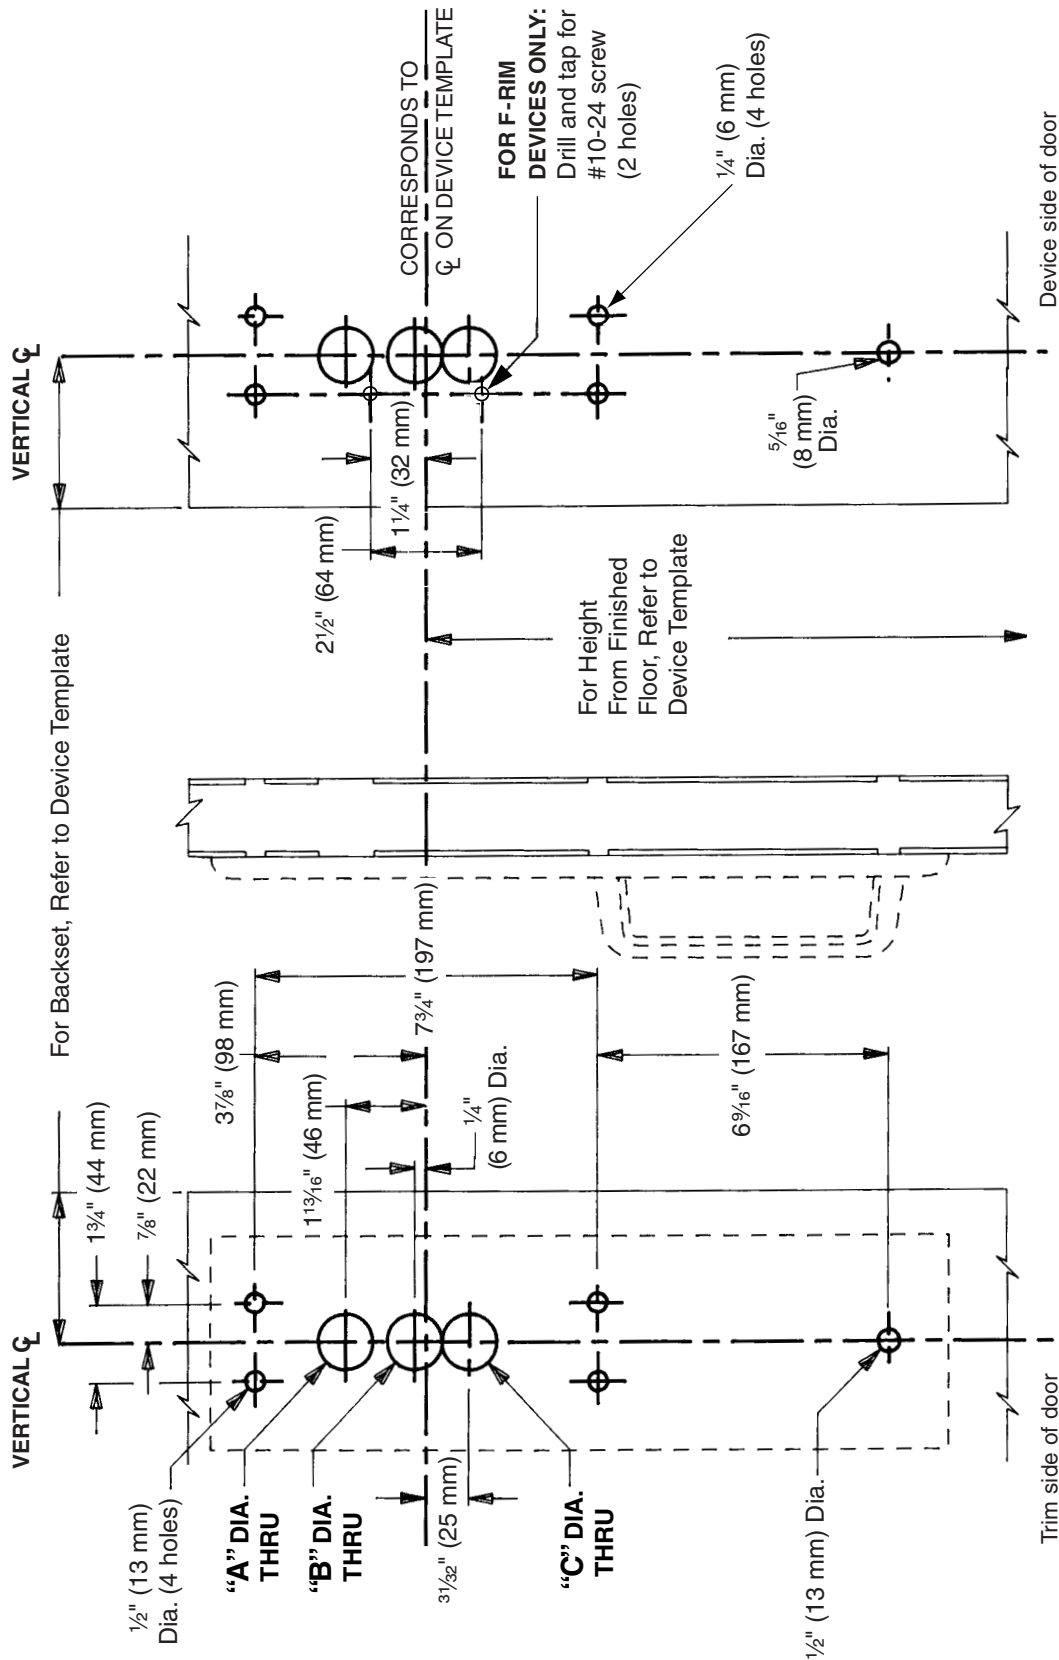 VERTICAL ℄
For Backset, Refer to Device Template
VERTICAL ℄
1¾" (44 mm)
⅞" (22 mm)
½" (13 mm)
Dia. (4 holes)
"A" DIA.
THRU
"B" DIA.
THRU
31/32" (25 mm)
"C" DIA.
THRU
½" (13 mm) Dia.
Trim side of door
3⅞" (98 mm)
1 13/16" (46 mm)
7¾" (197 mm)
¼"
(6 mm) Dia.
6 9/16" (167 mm)
For Height
From Finished
Floor, Refer to
Device Template
2½" (64 mm)
1¼" (32 mm)
CORRESPONDS TO
℄ ON DEVICE TEMPLATE
FOR F-RIM
DEVICES ONLY:
Drill and tap for
#10-24 screw
(2 holes)
¼" (6 mm)
Dia. (4 holes)
5/16"
(8 mm)
Dia.
Device side of door